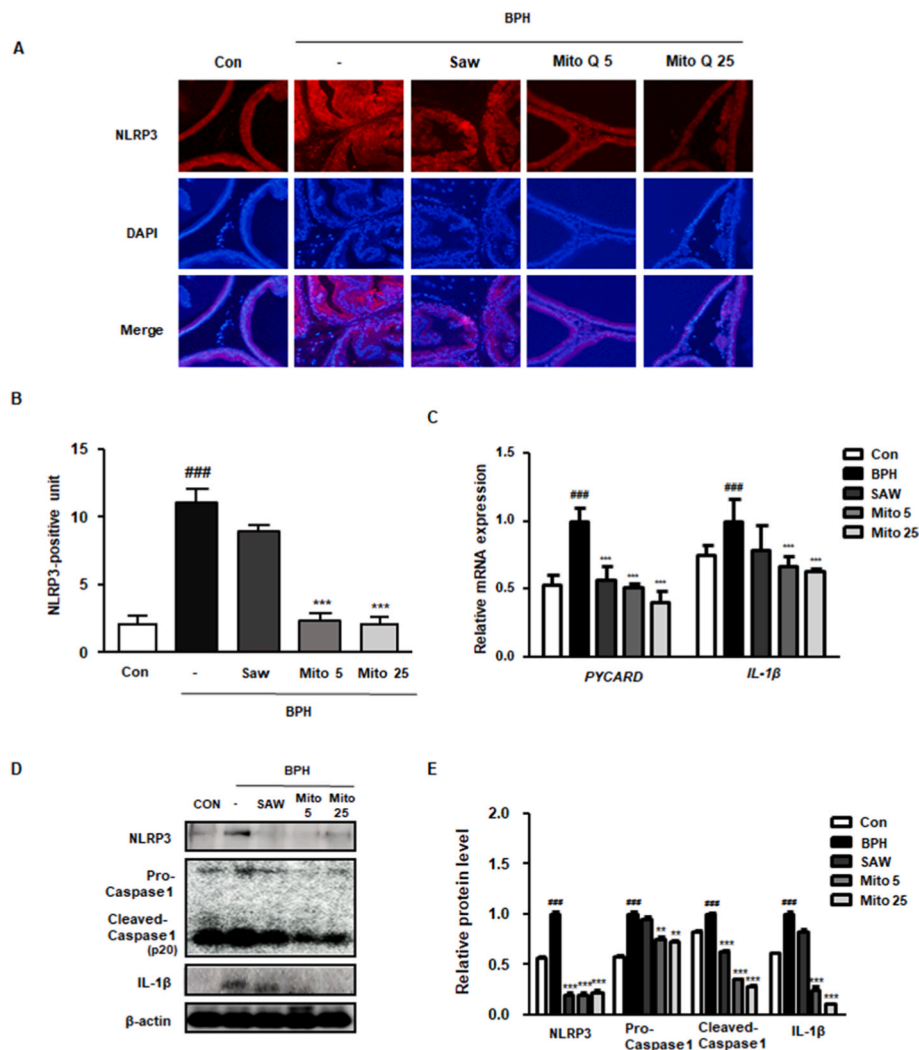 BPH
A
Con - Saw Mito Q 5 Mito Q 25
NLRP3
DAPI
Merge
B
NLRP3-positive unit
15
10
5
0
###
***
***
Con - Saw Mito 5 Mito 25
BPH
C
Relative mRNA expression
1.5
1.0
0.5
0.0
###
***
***
***
###
***
***
PYCARD IL-1β
Con
BPH
SAW
Mito 5
Mito 25
D
BPH
CON - SAW Mito 5 Mito 25
NLRP3
Pro-
Caspase1
Cleaved-
Caspase1
(p20)
IL-1β
β-actin
E
Relative protein level
2.0
1.5
1.0
0.5
0.0
###
***
***
***
###
**
**
###
***
***
***
###
***
***
NLRP3
Pro-
Caspase1
Cleaved-
Caspase1
IL-1β
Con
BPH
SAW
Mito 5
Mito 25